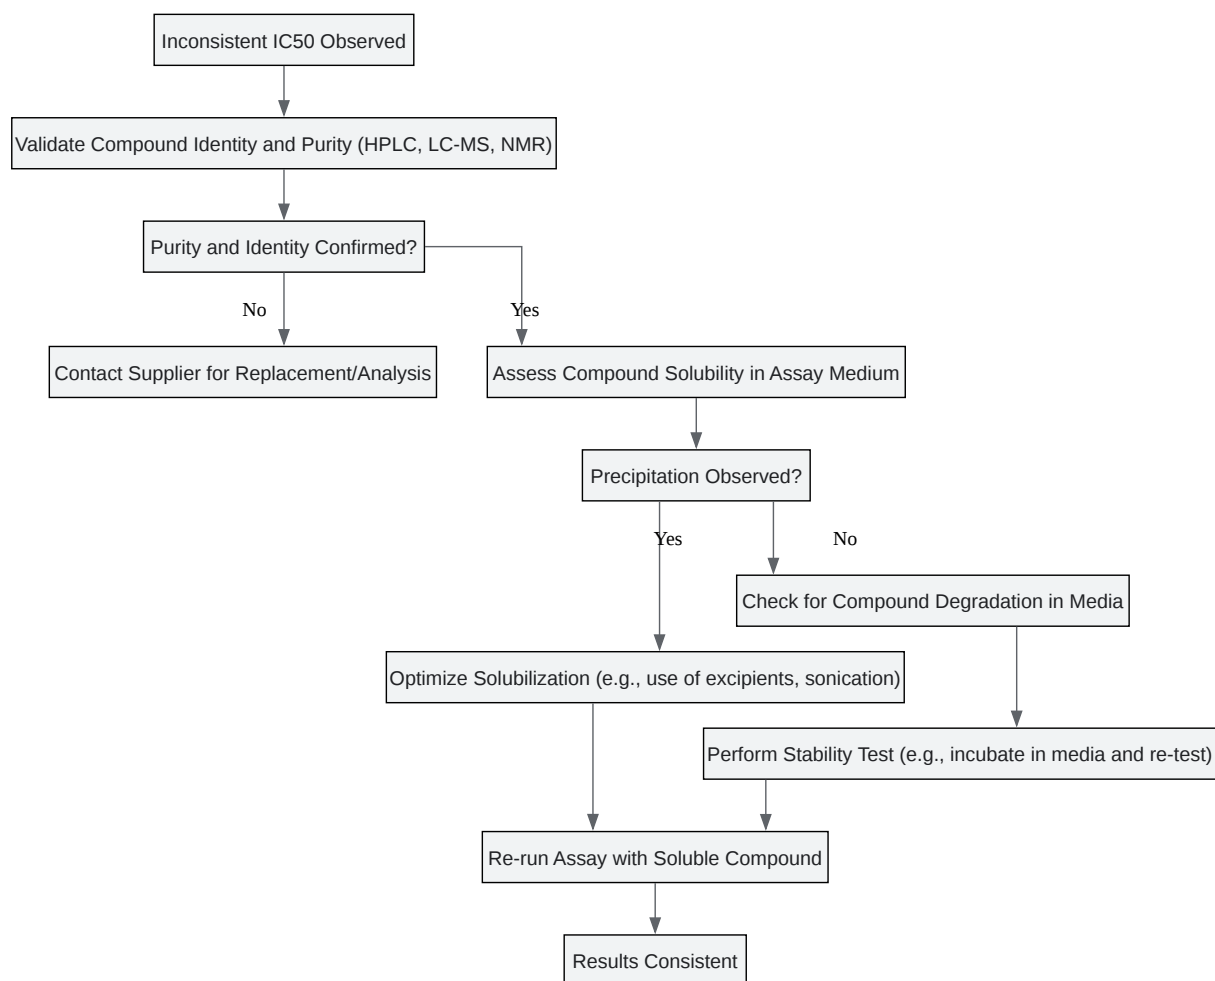 Inconsistent IC50 Observed
Validate Compound Identity and Purity (HPLC, LC-MS, NMR)
Purity and Identity Confirmed?
No
Yes
Contact Supplier for Replacement/Analysis
Assess Compound Solubility in Assay Medium
Precipitation Observed?
Yes
No
Check for Compound Degradation in Media
Optimize Solubilization (e.g., use of excipients, sonication)
Perform Stability Test (e.g., incubate in media and re-test)
Re-run Assay with Soluble Compound
Results Consistent